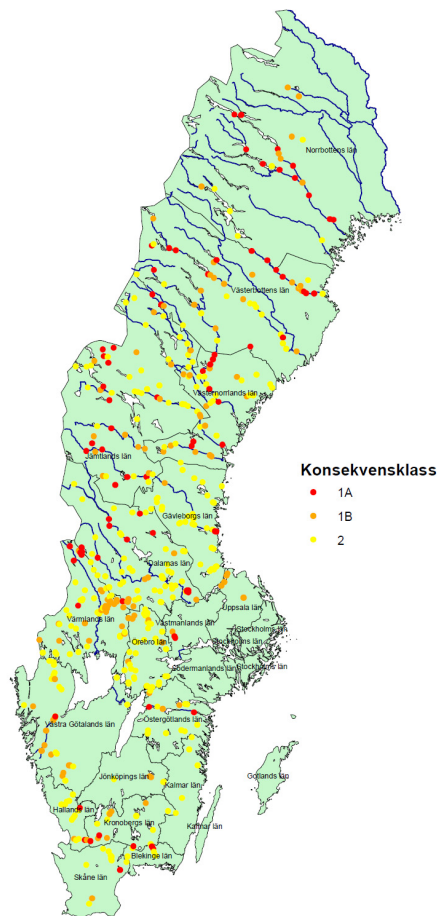 Norrbottens län
Västerbottens län
Västernorrlands län
Jämtlands län
Konsekvensklass
1A
1B
2
Gävleborgs län
Dalarnas län
Uppsala län
Värmlands län
Västmanlands län
Stockholms län
Örebro län
Stockholms län
Södermanlands län
Stockholms län
Västra Götalands län
Östergötlands län
Jönköpings län
Gotlands län
Kalmar län
Hallands län
Kronobergs län
Kalmar län
Blekinge län
Skåne län